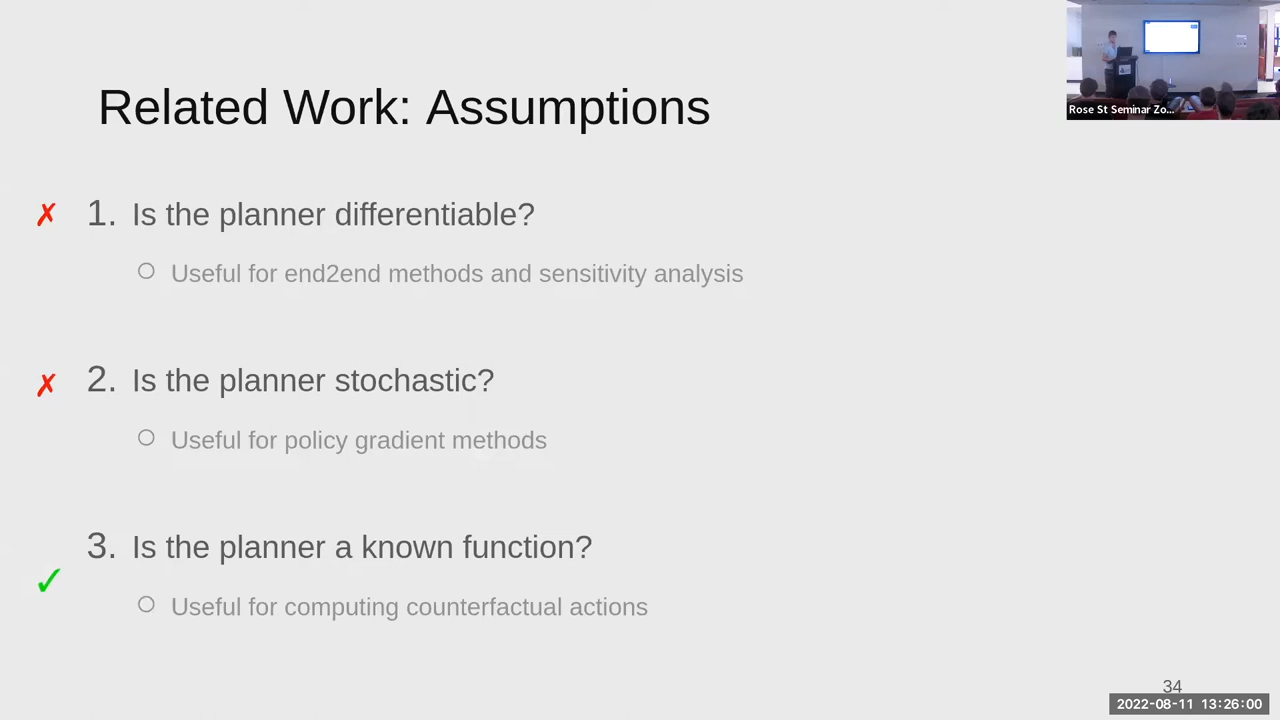 Rose St Seminar Zo...
Related Work: Assumptions
✗ 1. Is the planner differentiable?
○ Useful for end2end methods and sensitivity analysis
✗ 2. Is the planner stochastic?
○ Useful for policy gradient methods
3. Is the planner a known function?
✓
○ Useful for computing counterfactual actions
34
2022-08-11 13:26:00